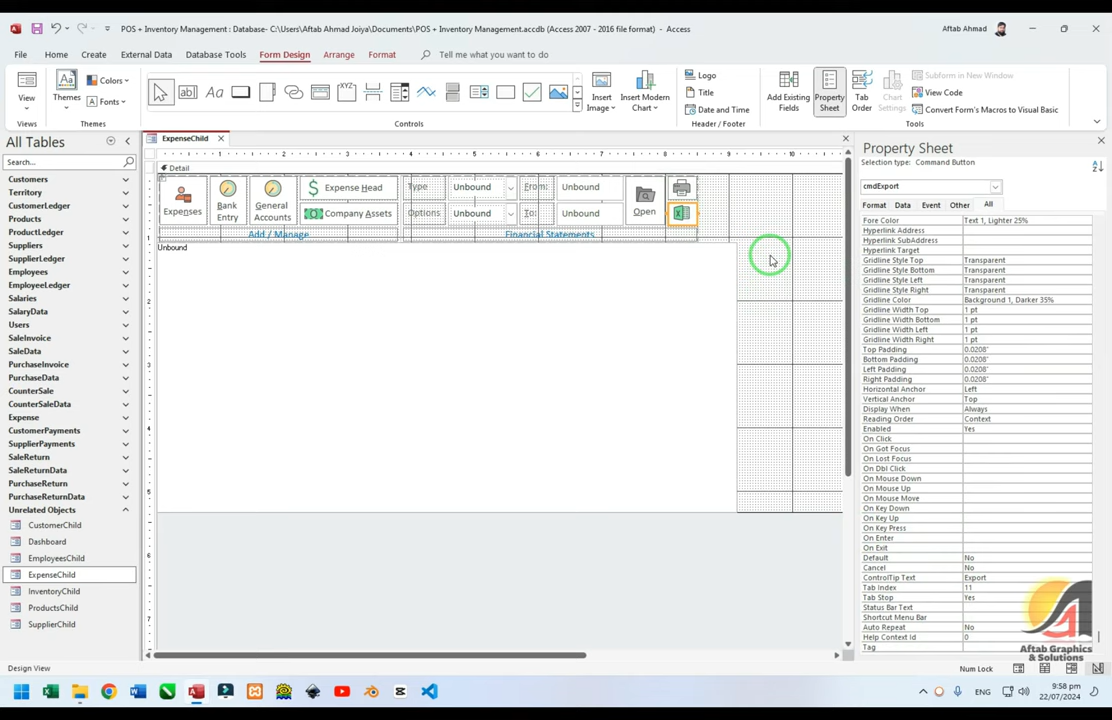 POS + Inventory Management : Database- C:\Users\Aftab Ahmad Joiya\Documents\POS + Inventory Management.accdb (Access 2007 - 2016 file format) - Access
Aftab Ahmad
File Home Create External Data Database Tools Form Design Arrange Format Tell me what you want to do
View
Themes
Colors
Fonts
Themes
ab
Aa
XYZ
Controls
Insert Image
Insert Modern Chart
Logo
Title
Date and Time
Header / Footer
Add Existing Fields
Property Sheet
Tab Order
Chart Settings
Subform in New Window
View Code
Convert Form's Macros to Visual Basic
Tools
All Tables
Search...
Customers
Territory
CustomerLedger
Products
ProductLedger
Suppliers
SupplierLedger
Employees
EmployeeLedger
Salaries
SalaryData
Users
SaleInvoice
SaleData
PurchaseInvoice
PurchaseData
CounterSale
CounterSaleData
Expense
CustomerPayments
SupplierPayments
SaleReturn
SaleReturnData
PurchaseReturn
PurchaseReturnData
Unrelated Objects
CustomerChild
Dashboard
EmployeesChild
ExpenseChild
InventoryChild
ProductsChild
SupplierChild
ExpenseChild
Detail
Expenses
Bank Entry
General Accounts
Expense Head
Company Assets
Type
Unbound
From:
Unbound
Options
Unbound
To:
Unbound
Open
Add / Manage
Financial Statements
Unbound
Property Sheet
Selection type: Command Button
cmdExport
Format Data Event Other All
Fore Color Text 1, Lighter 25%
Hyperlink Address
Hyperlink SubAddress
Hyperlink Target
Gridline Style Top Transparent
Gridline Style Bottom Transparent
Gridline Style Left Transparent
Gridline Style Right Transparent
Gridline Color Background 1, Darker 35%
Gridline Width Top 1 pt
Gridline Width Bottom 1 pt
Gridline Width Left 1 pt
Gridline Width Right 1 pt
Top Padding 0.0208"
Bottom Padding 0.0208"
Left Padding 0.0208"
Right Padding 0.0208"
Horizontal Anchor Left
Vertical Anchor Top
Display When Always
Reading Order Context
Enabled Yes
On Click
On Got Focus
On Lost Focus
On Dbl Click
On Mouse Down
On Mouse Up
On Mouse Move
On Key Down
On Key Up
On Key Press
On Enter
On Exit
Default No
Cancel No
ControlTip Text Export
Tab Index 11
Tab Stop Yes
Status Bar Text
Shortcut Menu Bar
Auto Repeat No
Help Context Id 0
Tag
Aftab Graphics
& Solutions
Design View
Num Lock
ENG
9:58 pm
22/07/2024